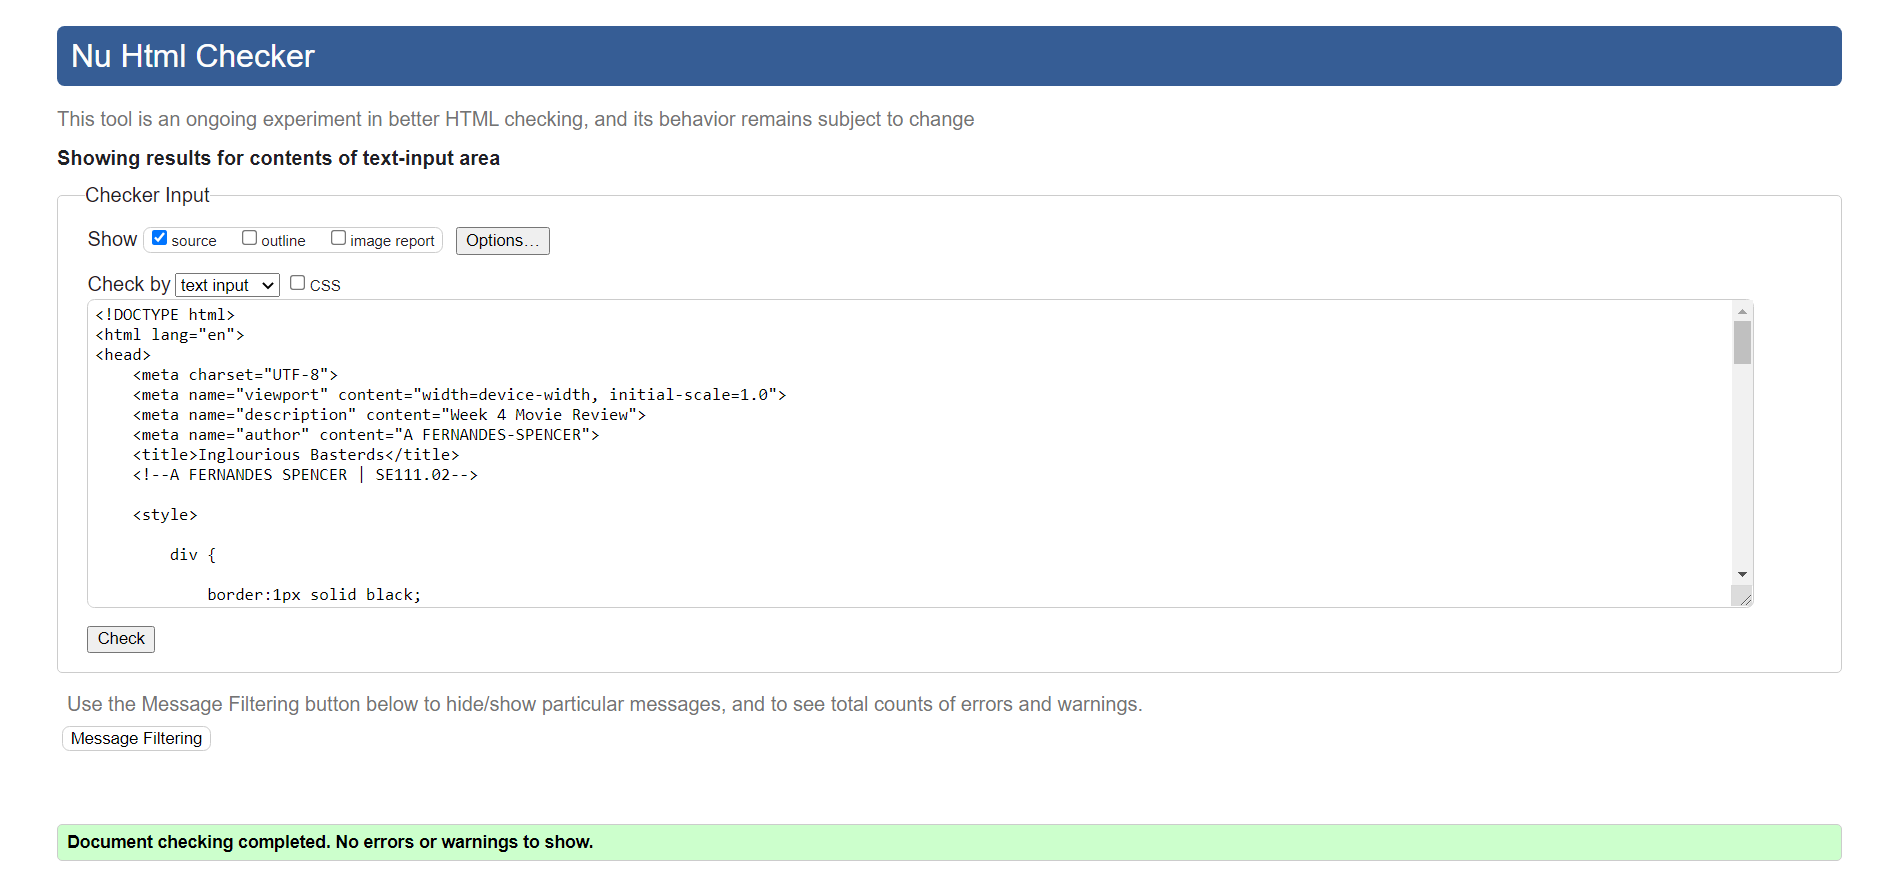 Nu Html Checker
This tool is an ongoing experiment in better HTML checking, and its behavior remains subject to change
Showing results for contents of text-input area
Checker Input
Show source outline image report Options...
Check by text input CSS
<!DOCTYPE html>
<html lang="en">
<head>
    <meta charset="UTF-8">
    <meta name="viewport" content="width=device-width, initial-scale=1.0">
    <meta name="description" content="Week 4 Movie Review">
    <meta name="author" content="A FERNANDES-SPENCER">
    <title>Inglourious Basterds</title>
    <!--A FERNANDES SPENCER | SE111.02-->
    <style>
        div {
            border:1px solid black;
Check
Use the Message Filtering button below to hide/show particular messages, and to see total counts of errors and warnings.
Message Filtering
Document checking completed. No errors or warnings to show.